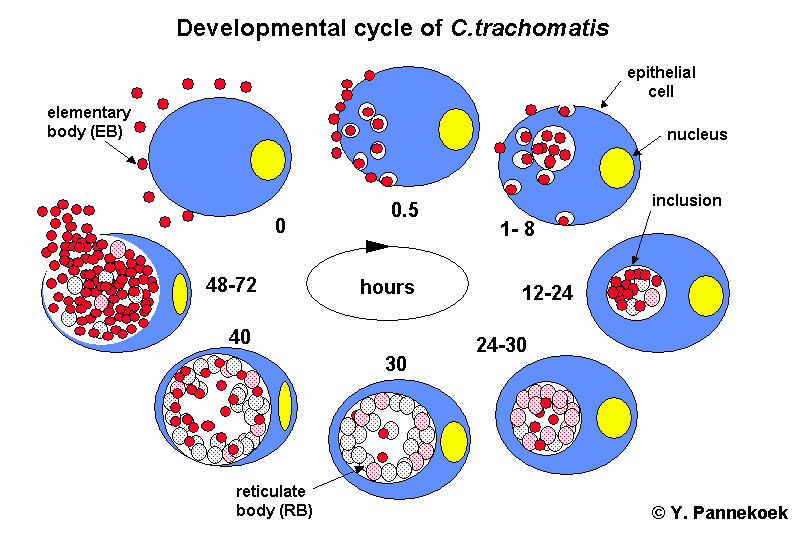 Developmental cycle of C.trachomatis
elementary
body (EB)
epithelial
cell
nucleus
inclusion
0
0.5
1- 8
12-24
24-30
30
40
48-72
hours
reticulate
body (RB)
© Y. Pannekoek